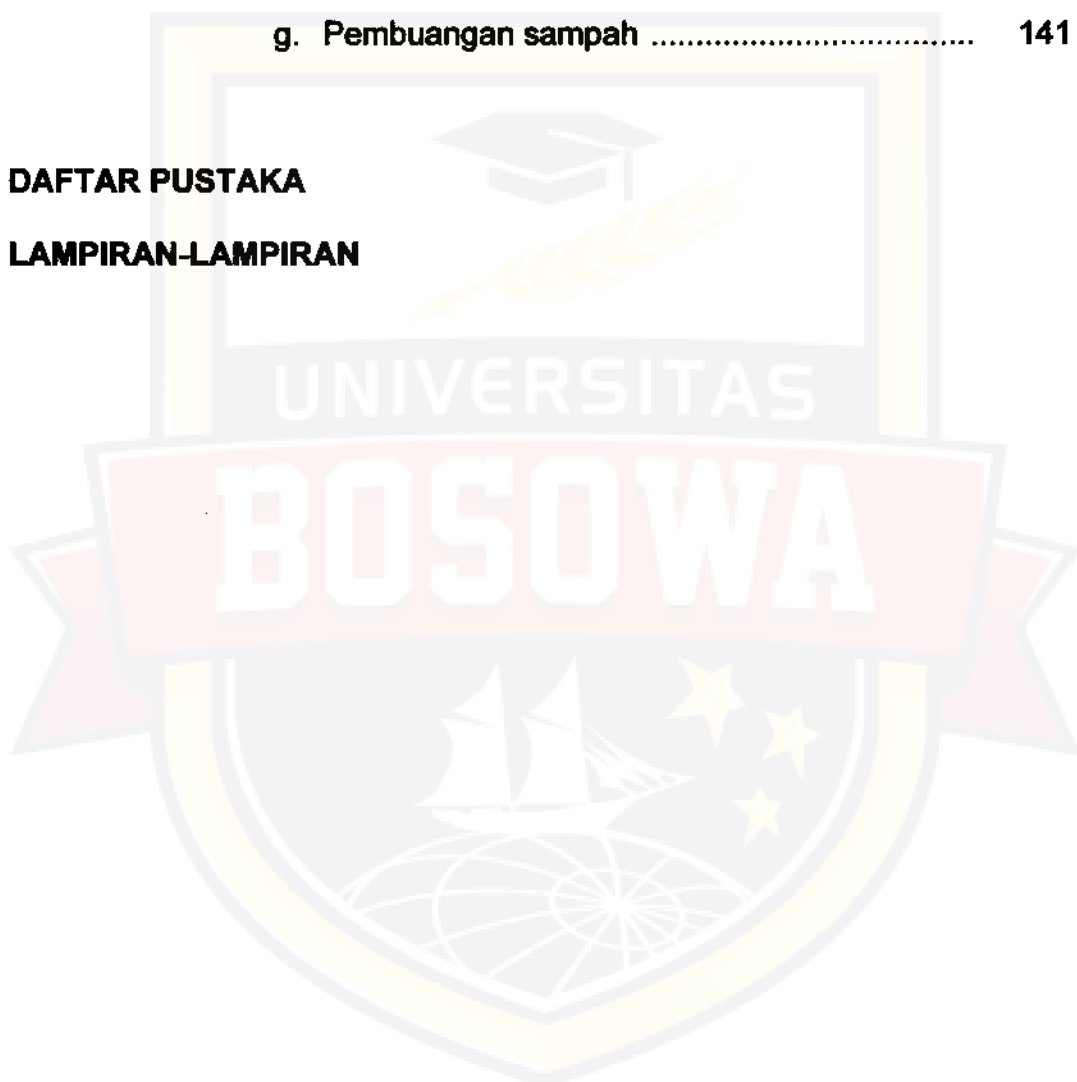 g. Pembuangan sampah .................................... 141
DAFTAR PUSTAKA
LAMPIRAN-LAMPIRAN
UNIVERSITAS
BOSOWA